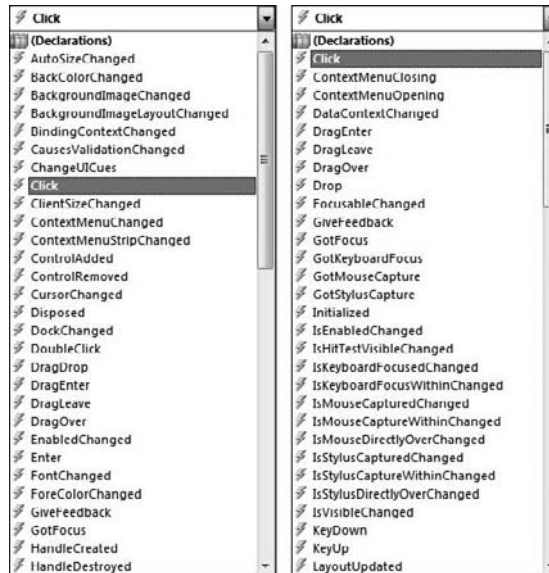 Click
(Declarations)
AutoSizeChanged
BackColorChanged
BackgroundImageChanged
BackgroundImageLayoutChanged
BindingContextChanged
CausesValidationChanged
ChangeUICues
Click
ClientSizeChanged
ContextMenuChanged
ContextMenuStripChanged
ControlAdded
ControlRemoved
CursorChanged
Disposed
DockChanged
DoubleClick
DragDrop
DragEnter
DragLeave
DragOver
EnabledChanged
Enter
FontChanged
ForeColorChanged
GiveFeedback
GotFocus
HandleCreated
HandleDestroyed
Click
(Declarations)
Click
ContextMenuClosing
ContextMenuOpening
DataContextChanged
DragEnter
DragLeave
DragOver
Drop
FocusableChanged
GiveFeedback
GotFocus
GotKeyboardFocus
GotMouseCapture
GotStylusCapture
Initialized
IsEnabledChanged
IsHitTestVisibleChanged
IsKeyboardFocusedChanged
IsKeyboardFocusWithinChanged
IsMouseCapturedChanged
IsMouseCaptureWithinChanged
IsMouseDirectlyOverChanged
IsStylusCapturedChanged
IsStylusCaptureWithinChanged
IsStylusDirectlyOverChanged
IsVisibleChanged
KeyDown
KeyUp
LayoutUpdated